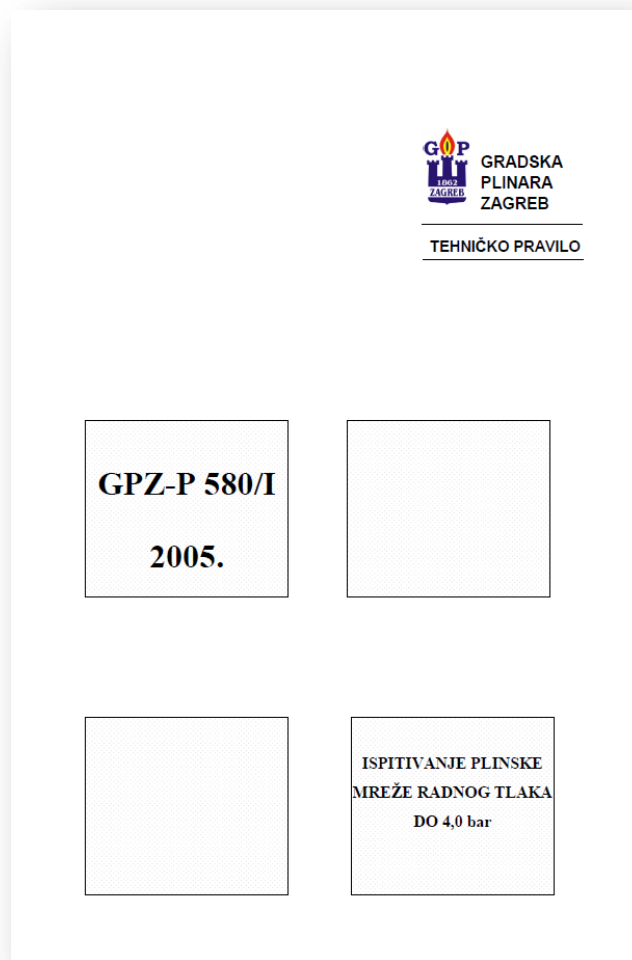 GOP
1862
ZAGREB
GRADSKA
PLINARA
ZAGREB
TEHNIČKO PRAVILO
GPZ-P 580/I
2005.
ISPITIVANJE PLINSKE
MREŽE RADNOG TLAKA
DO 4,0 bar